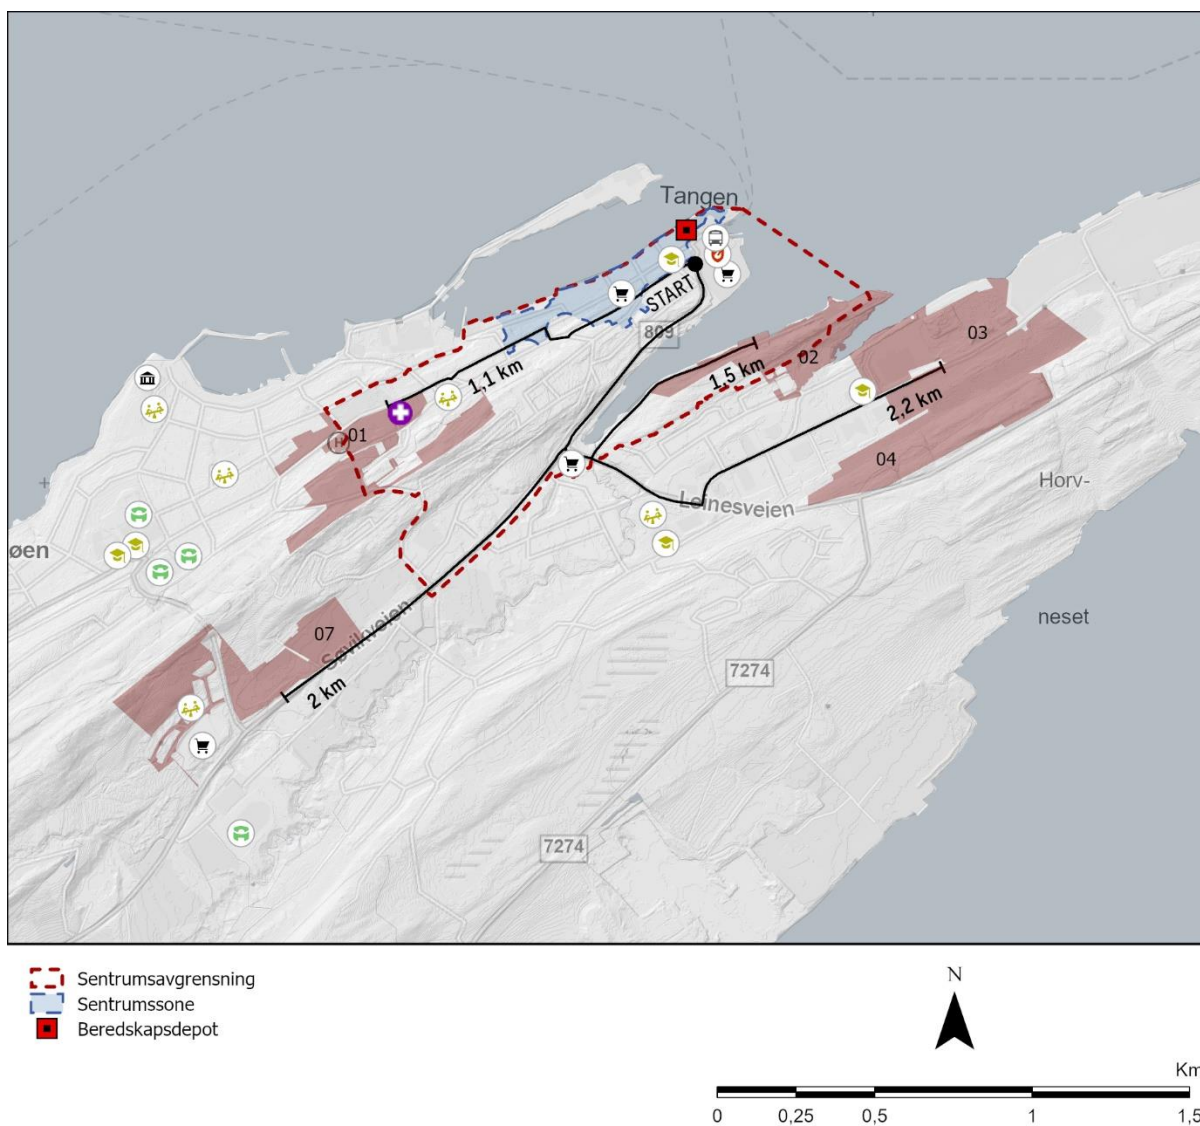 Tangen
START
809
03
02
1,5 km
1,1 km
2,2 km
H
01
04
Horv-
Leinesveien
øen
neset
07
Søvikveien
7274
2 km
7274
Sentrumsavgrensning
Sentrumssone
Beredskapsdepot
N
Km
0 0,25 0,5 1 1,5